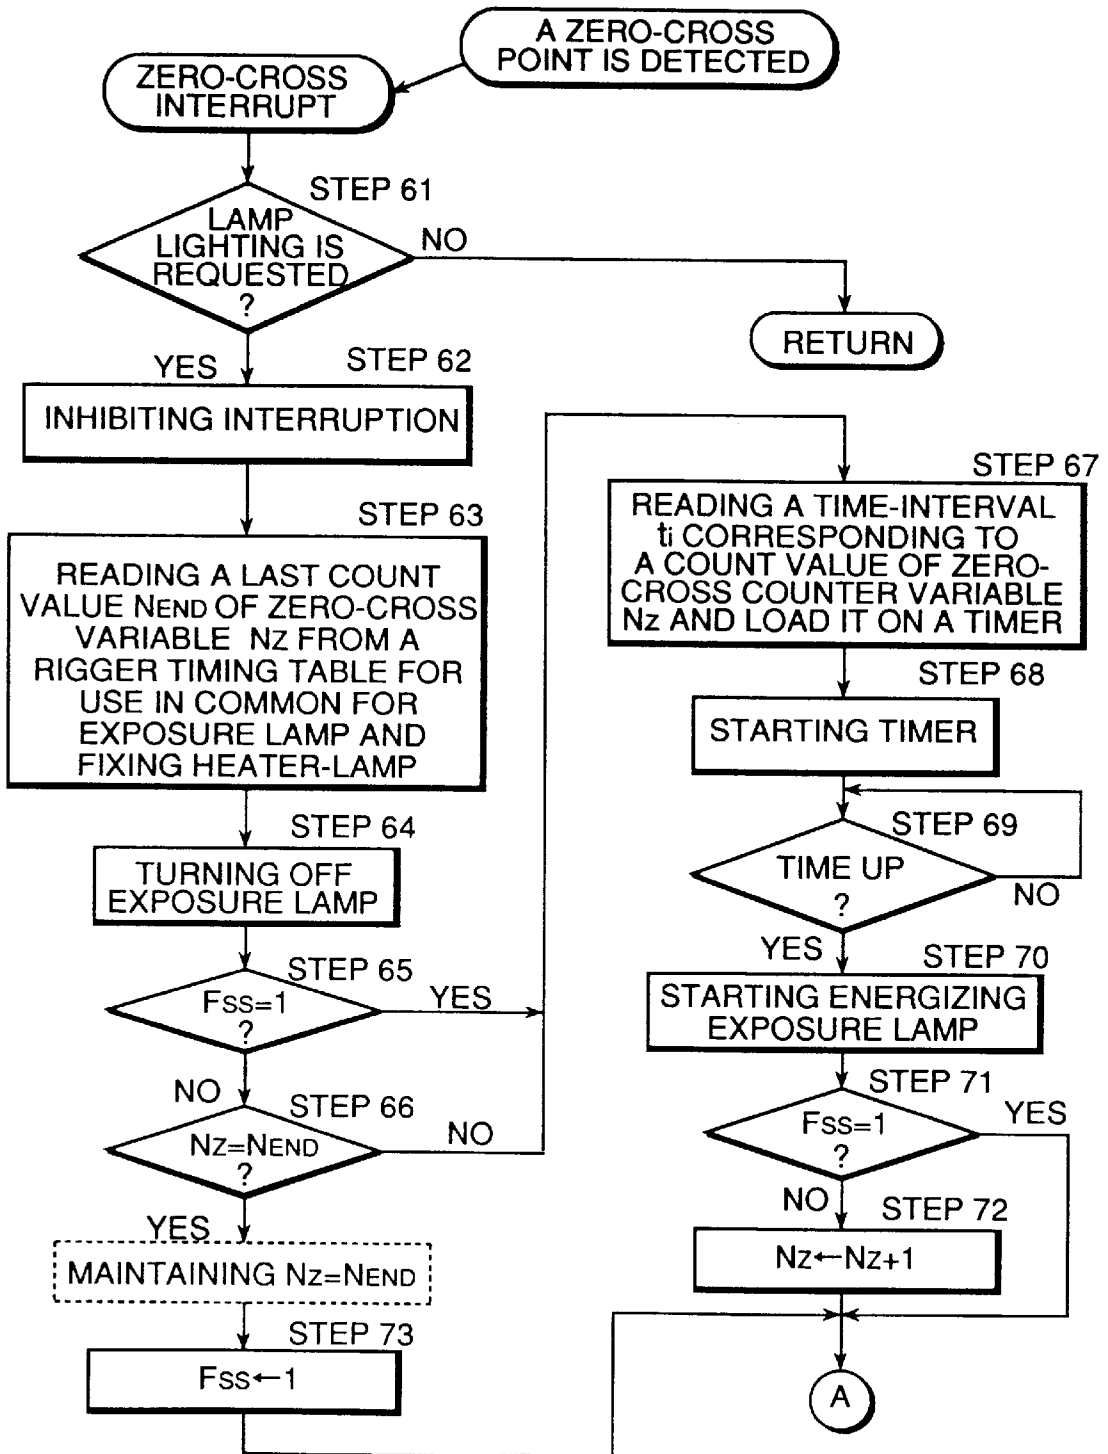 A ZERO-CROSS
POINT IS DETECTED
ZERO-CROSS
INTERRUPT
STEP 61
LAMP
LIGHTING IS
REQUESTED
?
NO
RETURN
YES
STEP 62
INHIBITING INTERRUPTION
STEP 63
READING A LAST COUNT
VALUE NEND OF ZERO-CROSS
VARIABLE NZ FROM A
RIGGER TIMING TABLE FOR
USE IN COMMON FOR
EXPOSURE LAMP AND
FIXING HEATER-LAMP
STEP 64
TURNING OFF
EXPOSURE LAMP
STEP 65
FSS=1
?
YES
NO
STEP 66
NZ=NEND
?
NO
YES
MAINTAINING NZ=NEND
STEP 73
FSS←1
STEP 67
READING A TIME-INTERVAL
ti CORRESPONDING TO
A COUNT VALUE OF ZERO-
CROSS COUNTER VARIABLE
NZ AND LOAD IT ON A TIMER
STEP 68
STARTING TIMER
STEP 69
TIME UP
?
NO
YES
STEP 70
STARTING ENERGIZING
EXPOSURE LAMP
STEP 71
FSS=1
?
YES
NO
STEP 72
NZ←NZ+1
A